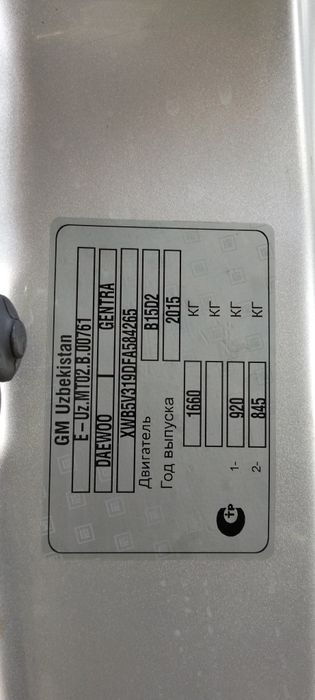 GM Uzbekistan
E-Uz.MT02.B.00761
DAEWOO GENTRA
XWB5V319DFA584265
Двигатель B15D2
Год выпуска 2015
1660 КГ
КГ
1- 920 КГ
2- 845 КГ